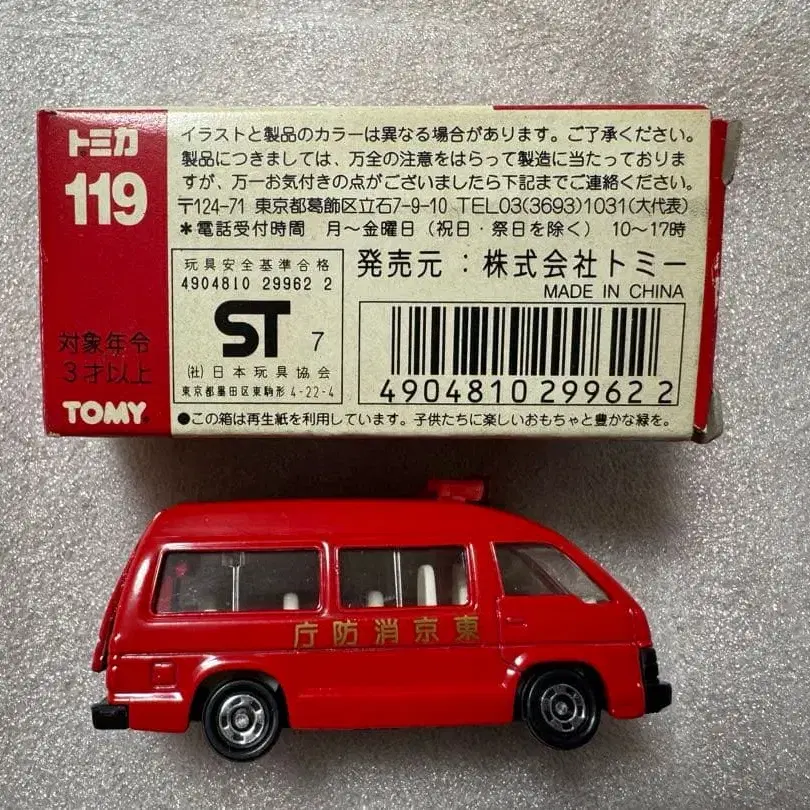 トミカ
119
対象年令
3才以上
TOMY
イラストと製品のカラーは異なる場合があります。ご了承ください。
製品につきましては、万全の注意をはらって製造に当たっておりま
すが、万一お気付きの点がございましたら下記までご連絡ください。
〒124-71 東京都葛飾区立石7-9-10 TEL03(3693)1031(大代表)
＊電話受付時間 月〜金曜日(祝日・祭日を除く) 10〜17時
玩具安全基準合格
4904810 29962 2
ST 7
(社)日本玩具協会
東京都墨田区東駒形4-22-4
発売元：株式会社トミー
MADE IN CHINA
4904810 299622
●この箱は再生紙を利用しています。子供たちに楽しいおもちゃと豊かな緑を。
庁防消京東